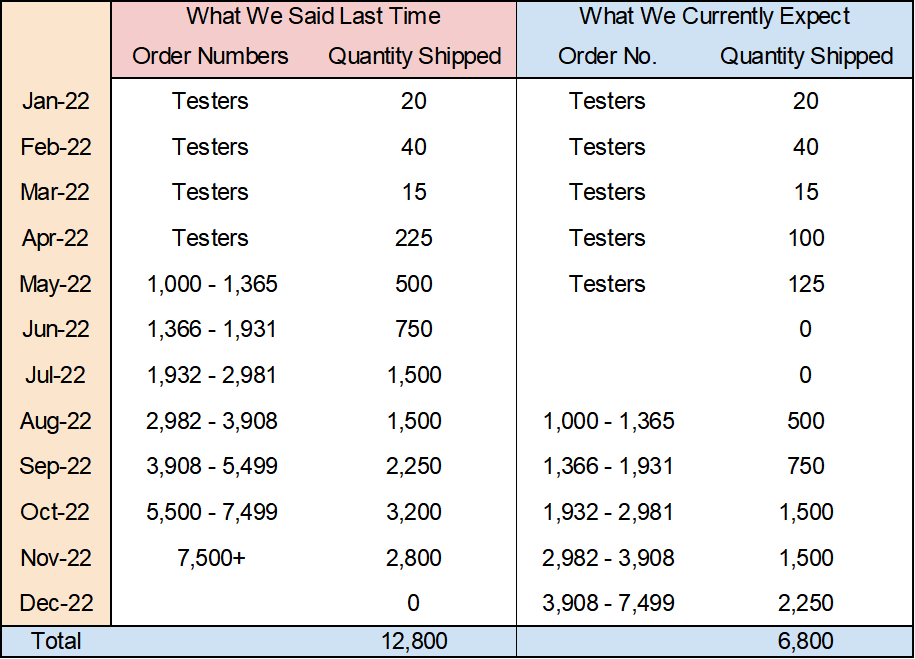 What We Said Last Time What We Currently Expect
Order Numbers Quantity Shipped Order No. Quantity Shipped
Jan-22 Testers 20 Testers 20
Feb-22 Testers 40 Testers 40
Mar-22 Testers 15 Testers 15
Apr-22 Testers 225 Testers 100
May-22 1,000 - 1,365 500 Testers 125
Jun-22 1,366 - 1,931 750 0
Jul-22 1,932 - 2,981 1,500 0
Aug-22 2,982 - 3,908 1,500 1,000 - 1,365 500
Sep-22 3,908 - 5,499 2,250 1,366 - 1,931 750
Oct-22 5,500 - 7,499 3,200 1,932 - 2,981 1,500
Nov-22 7,500+ 2,800 2,982 - 3,908 1,500
Dec-22 0 3,908 - 7,499 2,250
Total 12,800 6,800